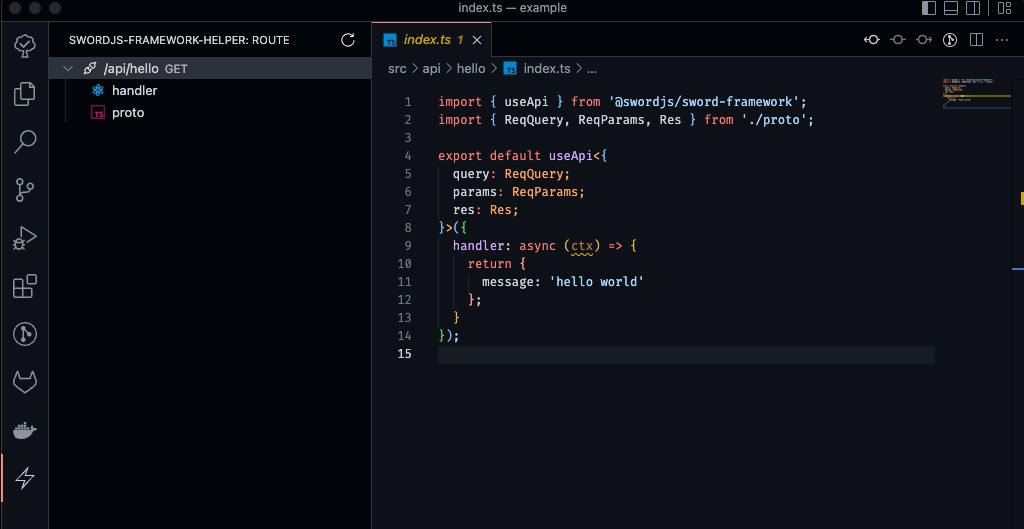 index.ts — example
SWORDJS-FRAMEWORK-HELPER: ROUTE
/api/hello GET
handler
TS proto
TS index.ts 1
src > api > hello > TS index.ts > ...
1 import { useApi } from '@swordjs/sword-framework';
2 import { ReqQuery, ReqParams, Res } from './proto';
3
4 export default useApi<{
5 query: ReqQuery;
6 params: ReqParams;
7 res: Res;
8 }>({
9 handler: async (ctx) => {
10 return {
11 message: 'hello world'
12 };
13 }
14 });
15